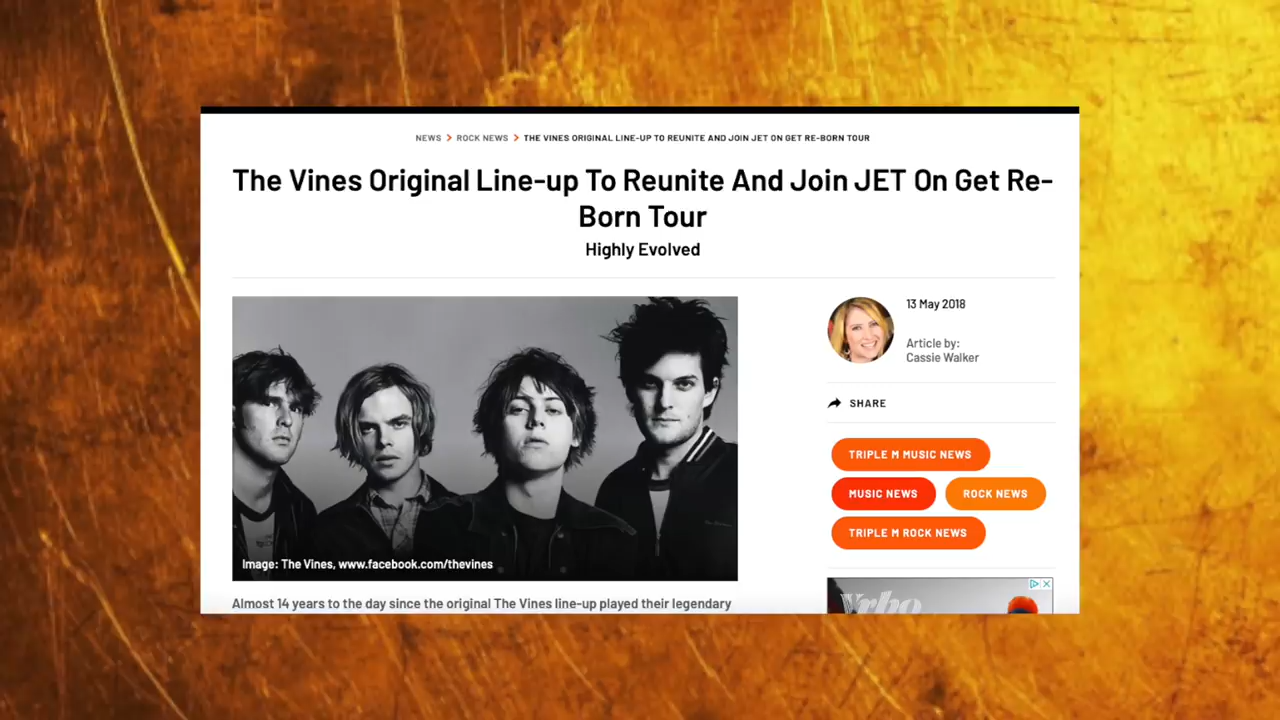 NEWS > ROCK NEWS > THE VINES ORIGINAL LINE-UP TO REUNITE AND JOIN JET ON GET RE-BORN TOUR
The Vines Original Line-up To Reunite And Join JET On Get Re-
Born Tour
Highly Evolved
13 May 2018
Article by:
Cassie Walker
SHARE
TRIPLE M MUSIC NEWS
MUSIC NEWS
ROCK NEWS
TRIPLE M ROCK NEWS
Image: The Vines, www.facebook.com/thevines
Almost 14 years to the day since the original The Vines line-up played their legendary
Vrbo